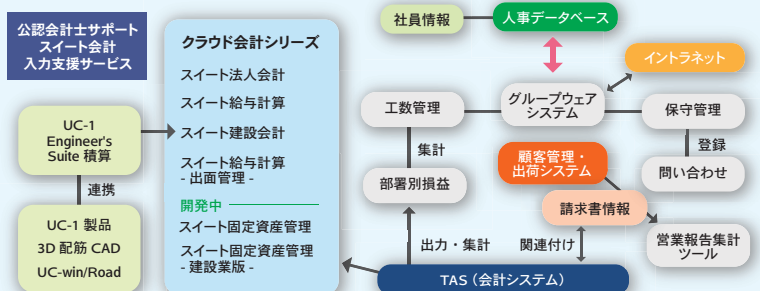 公認会計士サポート
スイート会計
入力支援サービス
UC-1
Engineer's
Suite 積算
連携
UC-1 製品
3D 配筋 CAD
UC-win/Road
クラウド会計シリーズ
スイート法人会計
スイート給与計算
スイート建設会計
スイート給与計算
- 出面管理 -
開発中
スイート固定資産管理
スイート固定資産管理
- 建設業版 -
社員情報
人事データベース
イントラネット
工数管理
グループウェア
システム
保守管理
集計
登録
顧客管理・
出荷システム
問い合わせ
部署別損益
請求書情報
出力・集計
関連付け
営業報告集計
ツール
TAS（会計システム）